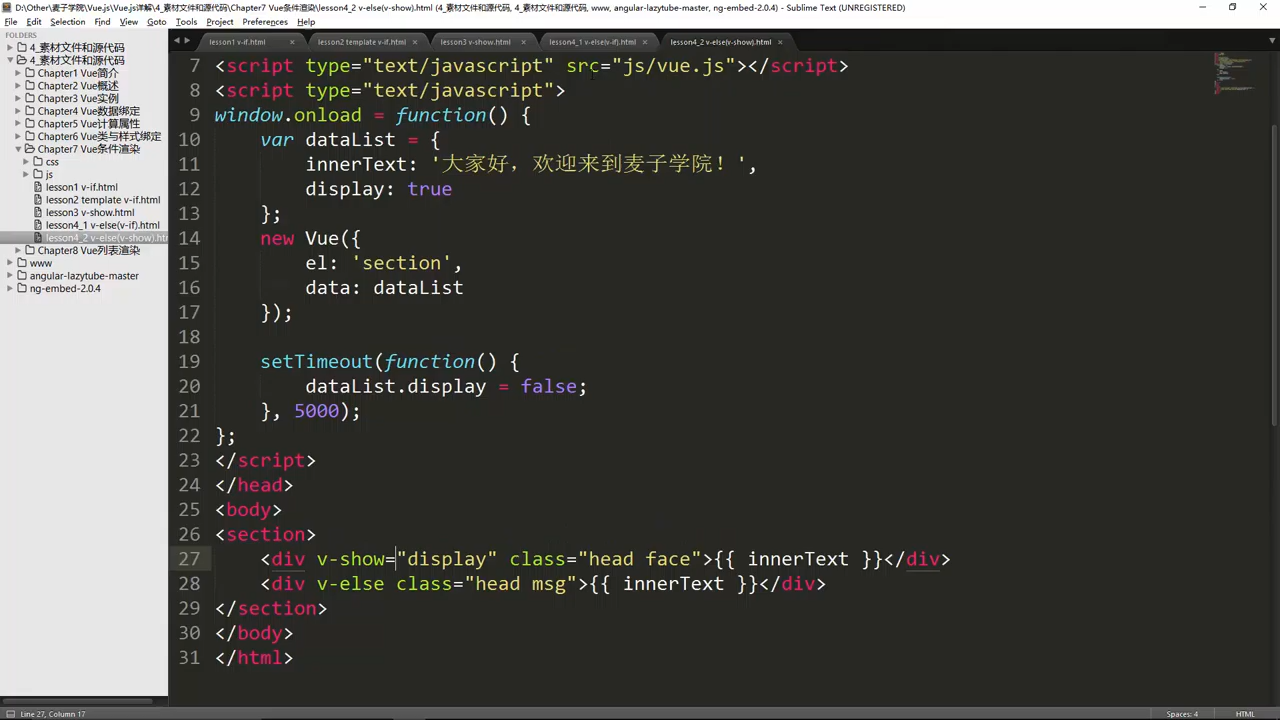 D:\Other\麦子学院\Vue.js\Vue.js详解\4_素材文件和源代码\Chapter7 Vue条件渲染\lesson4_2 v-else(v-show).html (4_素材文件和源代码, 4_素材文件和源代码, www, angular-lazytube-master, ng-embed-2.0.4) - Sublime Text (UNREGISTERED)
File Edit Selection Find View Goto Tools Project Preferences Help
FOLDERS
4_素材文件和源代码
4_素材文件和源代码
Chapter1 Vue简介
Chapter2 Vue概述
Chapter3 Vue实例
Chapter4 Vue数据绑定
Chapter5 Vue计算属性
Chapter6 Vue类与样式绑定
Chapter7 Vue条件渲染
css
js
lesson1 v-if.html
lesson2 template v-if.html
lesson3 v-show.html
lesson4_1 v-else(v-if).html
lesson4_2 v-else(v-show).htm
Chapter8 Vue列表渲染
www
angular-lazytube-master
ng-embed-2.0.4
lesson1 v-if.html × lesson2 template v-if.html × lesson3 v-show.html × lesson4_1 v-else(v-if).html × lesson4_2 v-else(v-show).html ×
7 <script type="text/javascript" src="js/vue.js"></script>
8 <script type="text/javascript">
9 window.onload = function() {
10     var dataList = {
11         innerText: '大家好，欢迎来到麦子学院！',
12         display: true
13     };
14     new Vue({
15         el: 'section',
16         data: dataList
17     });
18
19     setTimeout(function() {
20         dataList.display = false;
21     }, 5000);
22 };
23 </script>
24 </head>
25 <body>
26 <section>
27     <div v-show="display" class="head face">{{ innerText }}</div>
28     <div v-else class="head msg">{{ innerText }}</div>
29 </section>
30 </body>
31 </html>
Line 27, Column 17
Spaces: 4
HTML